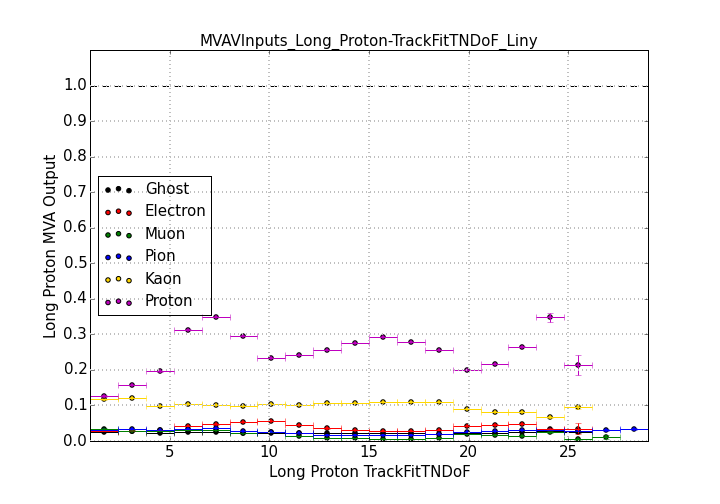 MVAVInputs_Long_Proton-TrackFitTNDoF_Liny
Long Proton MVA Output
1.0
0.9
0.8
0.7
0.6
0.5
0.4
0.3
0.2
0.1
0.0
Ghost
Electron
Muon
Pion
Kaon
Proton
5 10 15 20 25
Long Proton TrackFitTNDoF